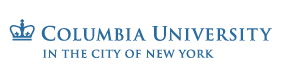 COLUMBIA UNIVERSITY
IN THE CITY OF NEW YORK